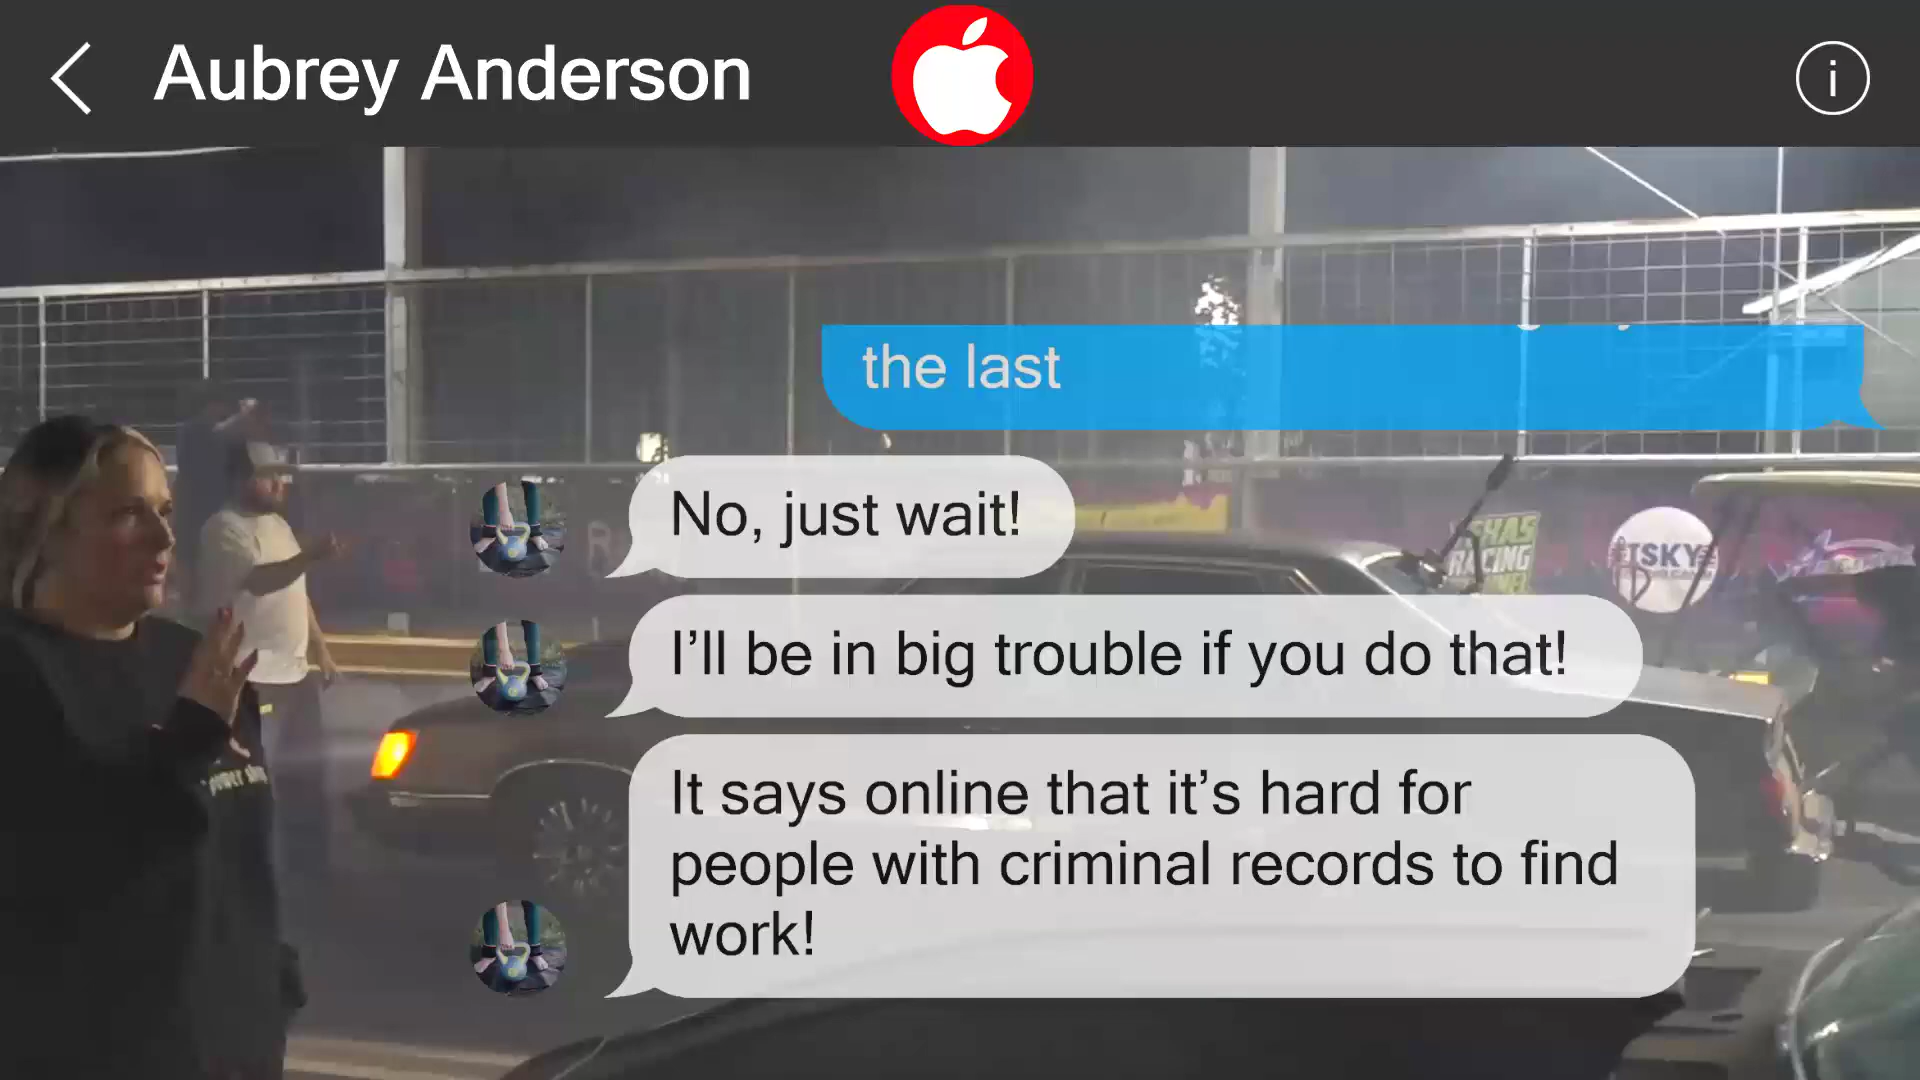 Aubrey Anderson
the last
No, just wait!
I’ll be in big trouble if you do that!
It says online that it’s hard for
people with criminal records to find
work!
RACING